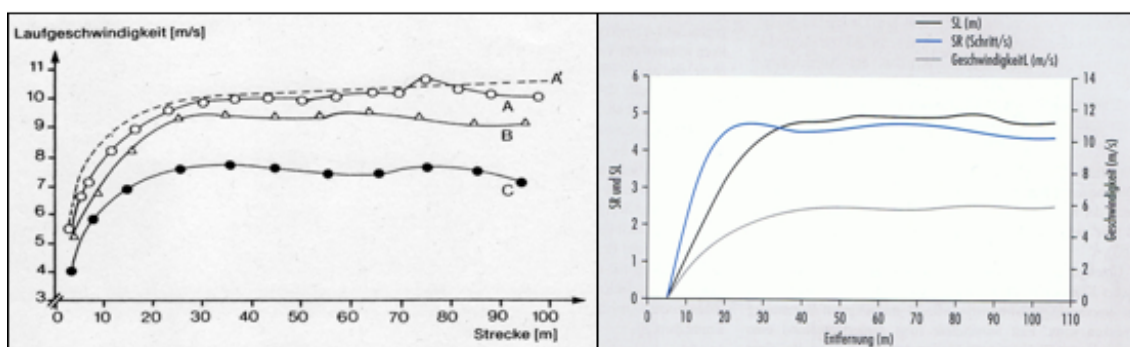 Laufgeschwindigkeit [m/s]
11
10
9
8
7
6
5
4
3
A'
A
B
C
0 10 20 30 40 50 60 70 80 90 100
Strecke [m]
SL (m)
SR (Schritt/s)
GeschwindigkeitL (m/s)
6
5
4
3
2
1
0
SR und SL
14
12
10
8
6
4
2
0
Geschwindigkeit (m/s)
0 10 20 30 40 50 60 70 80 90 100 110
Entfernung (m)